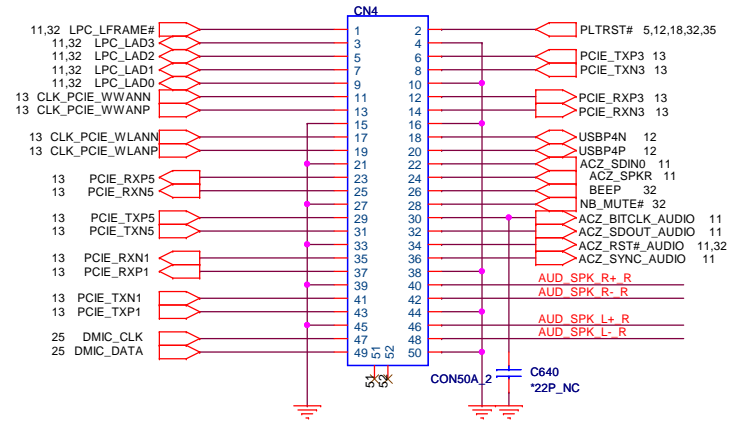 CN4
11,32 LPC_LFRAME# 1 2 PLTRST# 5,12,18,32,35
11,32 LPC_LAD3 3 4
11,32 LPC_LAD2 5 6 PCIE_TXP3 13
11,32 LPC_LAD1 7 8 PCIE_TXN3 13
11,32 LPC_LAD0 9 10
13 CLK_PCIE_WWANN 11 12 PCIE_RXP3 13
13 CLK_PCIE_WWANP 13 14 PCIE_RXN3 13
15 16
13 CLK_PCIE_WLANN 17 18 USBP4N 12
13 CLK_PCIE_WLANP 19 20 USBP4P 12
21 22 ACZ_SDIN0 11
13 PCIE_RXP5 23 24 ACZ_SPKR 11
13 PCIE_RXN5 25 26 BEEP 32
27 28 NB_MUTE# 32
13 PCIE_TXP5 29 30 ACZ_BITCLK_AUDIO 11
13 PCIE_TXN5 31 32 ACZ_SDOUT_AUDIO 11
33 34 ACZ_RST#_AUDIO 11,32
13 PCIE_RXN1 35 36 ACZ_SYNC_AUDIO 11
13 PCIE_RXP1 37 38
39 40 AUD_SPK_R+_R
13 PCIE_TXN1 41 42 AUD_SPK_R-_R
13 PCIE_TXP1 43 44
45 46 AUD_SPK_L+_R
25 DMIC_CLK 47 48 AUD_SPK_L-_R
25 DMIC_DATA 49 50
51 52
51 52
CON50A_2
C640
*22P_NC